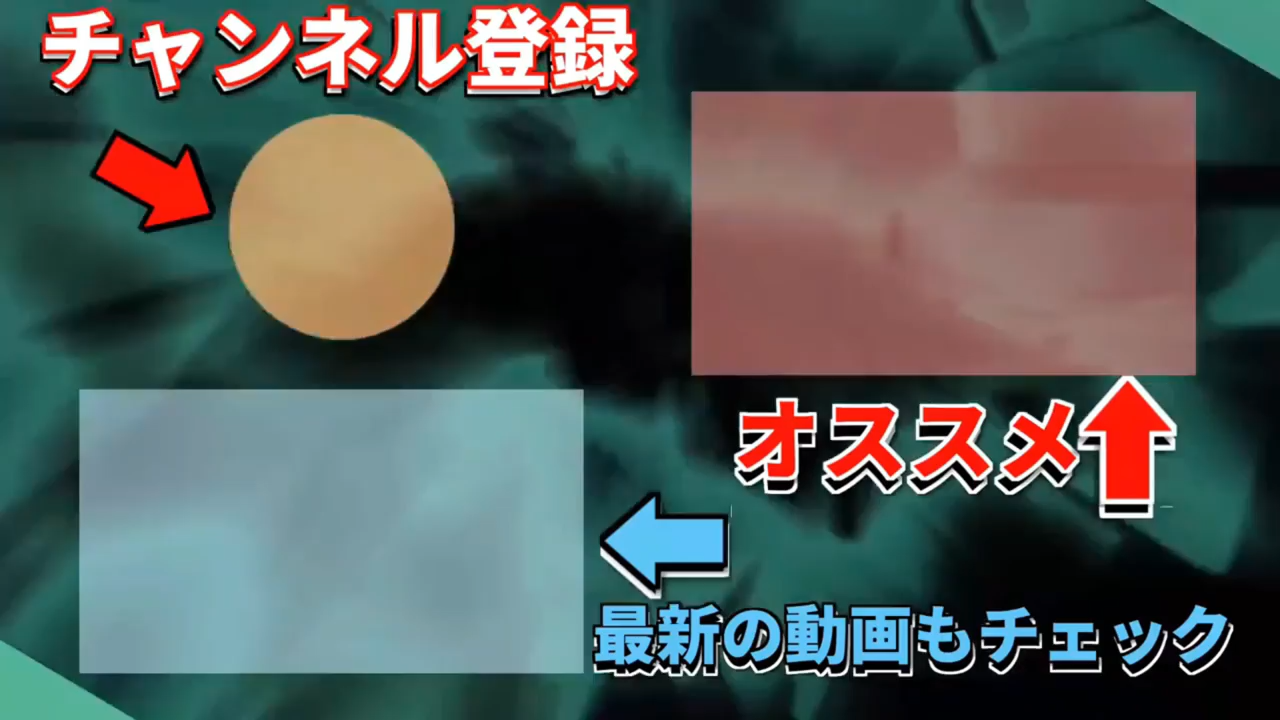 チャンネル登録
オススメ
最新の動画もチェック